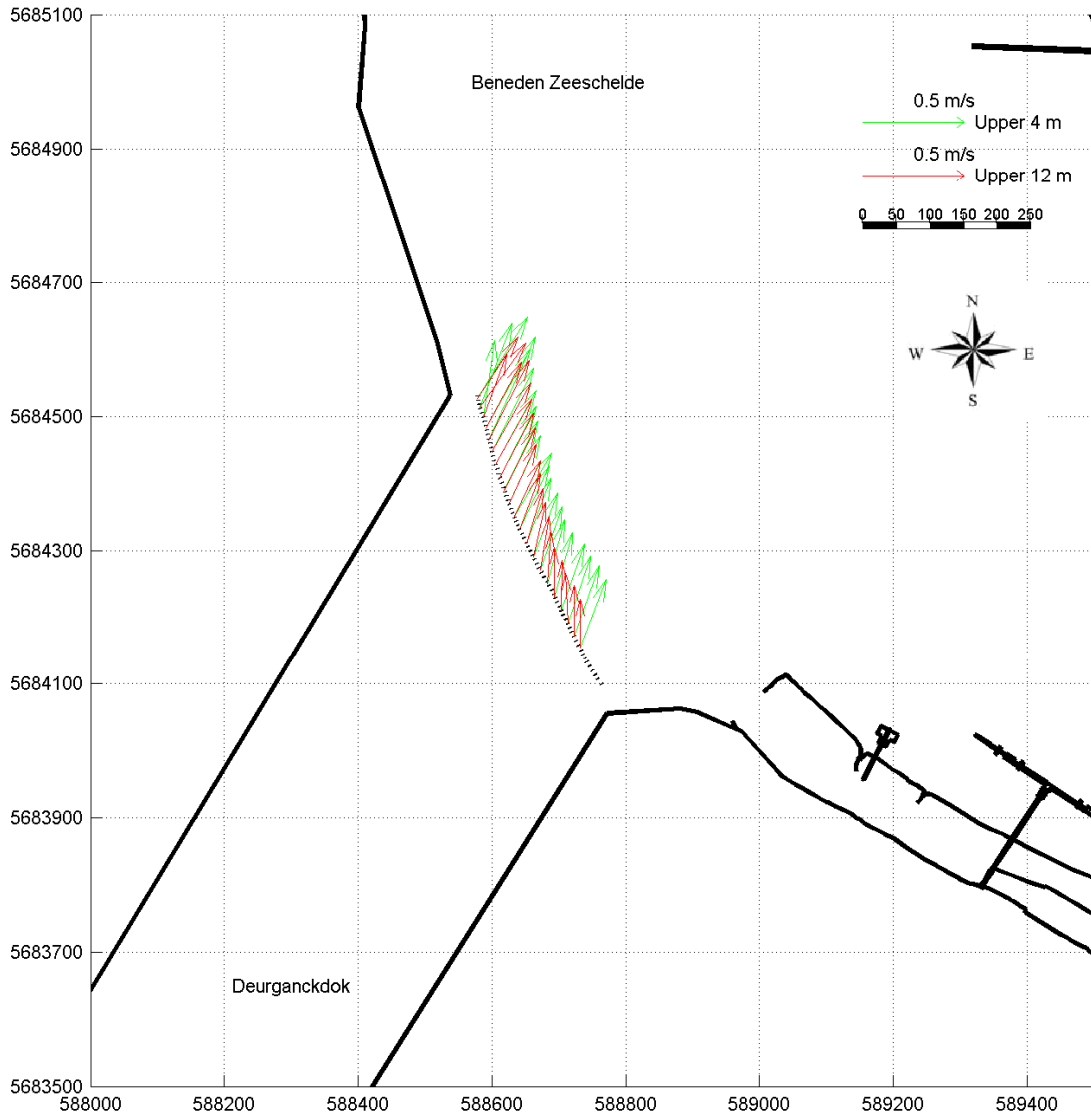 5685100
Beneden Zeeschelde
0.5 m/s
Upper 4 m
5684900
0.5 m/s
Upper 12 m
0 50 100 150 200 250
5684700
N
W E
S
5684500
5684300
5684100
5683900
5683700
Deurganckdok
5683500
588000 588200 588400 588600 588800 589000 589200 589400